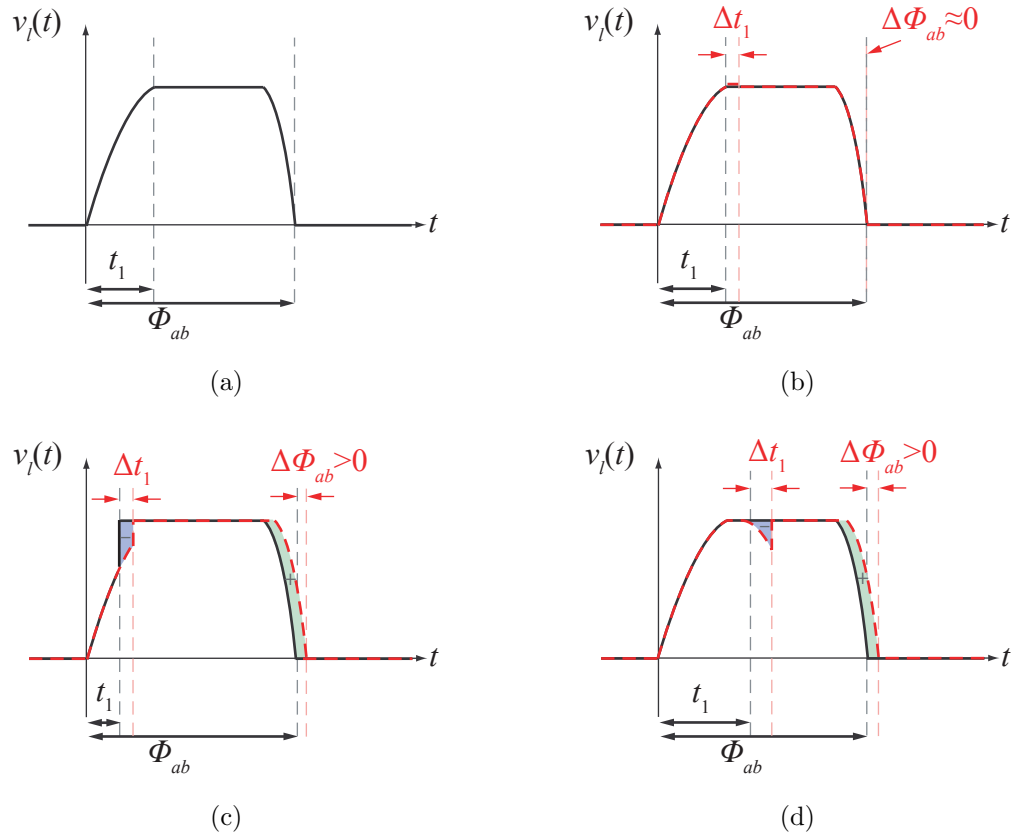 v_l(t)
t
t_1
Φ_ab
(a)
v_l(t)
Δt_1
ΔΦ_ab≈0
t
t_1
Φ_ab
(b)
v_l(t)
Δt_1
ΔΦ_ab>0
−
+
t
t_1
Φ_ab
(c)
v_l(t)
Δt_1
ΔΦ_ab>0
−
+
t
t_1
Φ_ab
(d)